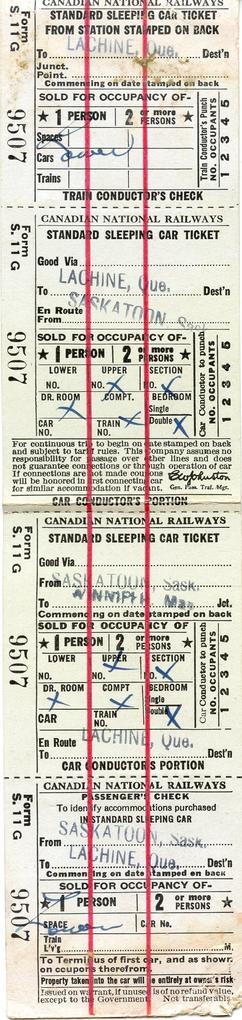 CANADIAN NATIONAL RAILWAYS
STANDARD SLEEPING CAR TICKET
FROM STATION STAMPED ON BACK
LACHINE, Que.
To Dest'n
Junct.
Point.
Commencing on date stamped on back
SOLD FOR OCCUPANCY OF-
★ 1 PERSON 2 or more PERSONS ★
Spaces
Lower
Cars
Trains
Train Conductor's Punch
NO. OCCUPANTS
1 2 3 4 5
TRAIN CONDUCTOR'S CHECK
Form S. 11 G
9507
CANADIAN NATIONAL RAILWAYS
STANDARD SLEEPING CAR TICKET
Good Via
LACHINE, Que.
To Dest'n
SASKATOON, Sask.
En Route
From
SOLD FOR OCCUPANCY OF-
★ 1 PERSON 2 or more PERSONS ★
LOWER UPPER SECTION
NO. NO. X NO. X
DR. ROOM COMPT. BEDROOM
X Single
CAR NO. TRAIN NO. X Double X
Car Conductor to punch
NO. OCCUPANTS
1 2 3 4 5
For continuous trip to begin on date stamped on back
and subject to tariff rules. This Company assumes no
responsibility for passage over other lines and does
not guarantee connections or through operation of car
If connections are not made coupons
will be honored in first connecting car
for similar accommodation if vacant.
Gen. Pass. Traf. Mgr.
CAR CONDUCTOR'S PORTION
Form S. 11 G
9507
CANADIAN NATIONAL RAILWAYS
STANDARD SLEEPING CAR TICKET
Good Via
SASKATOON, Sask.
From
WINNIPEG, Man.
To Jct.
Commencing on date stamped on back
SOLD FOR OCCUPANCY OF
★ 1 PERSON 2 or more PERSONS ★
LOWER UPPER SECTION
NO. NO. X NO. X
DR. ROOM COMPT BEDROOM
X X Single
CAR TRAIN NO. Double X
Car Conductor to punch
NO. OCCUPANTS
1 2 3 4 5
En Route
LACHINE, Que.
To Dest'n
CAR CONDUCTORS PORTION
Form S. 11 G
9507
CANADIAN NATIONAL RAILWAYS
PASSENGER'S CHECK
To identify accommodations purchased
IN STANDARD SLEEPING CAR
SASKATOON, Sask.
From
LACHINE, Que.
To
Commencing on date stamped on back
SOLD FOR OCCUPANCY OF-
★ 1 PERSON 2 or more PERSONS ★
SPACE CAR No.
Lower
Train
L'v'g M.
To Terminus of first car, and as shown
on coupons therefrom.
Property taken into the car will be entirely at owner's risk
Issued on warrant, if unused is of no refund value,
except to the Government. Not transferable
Form S. 11 G
9507